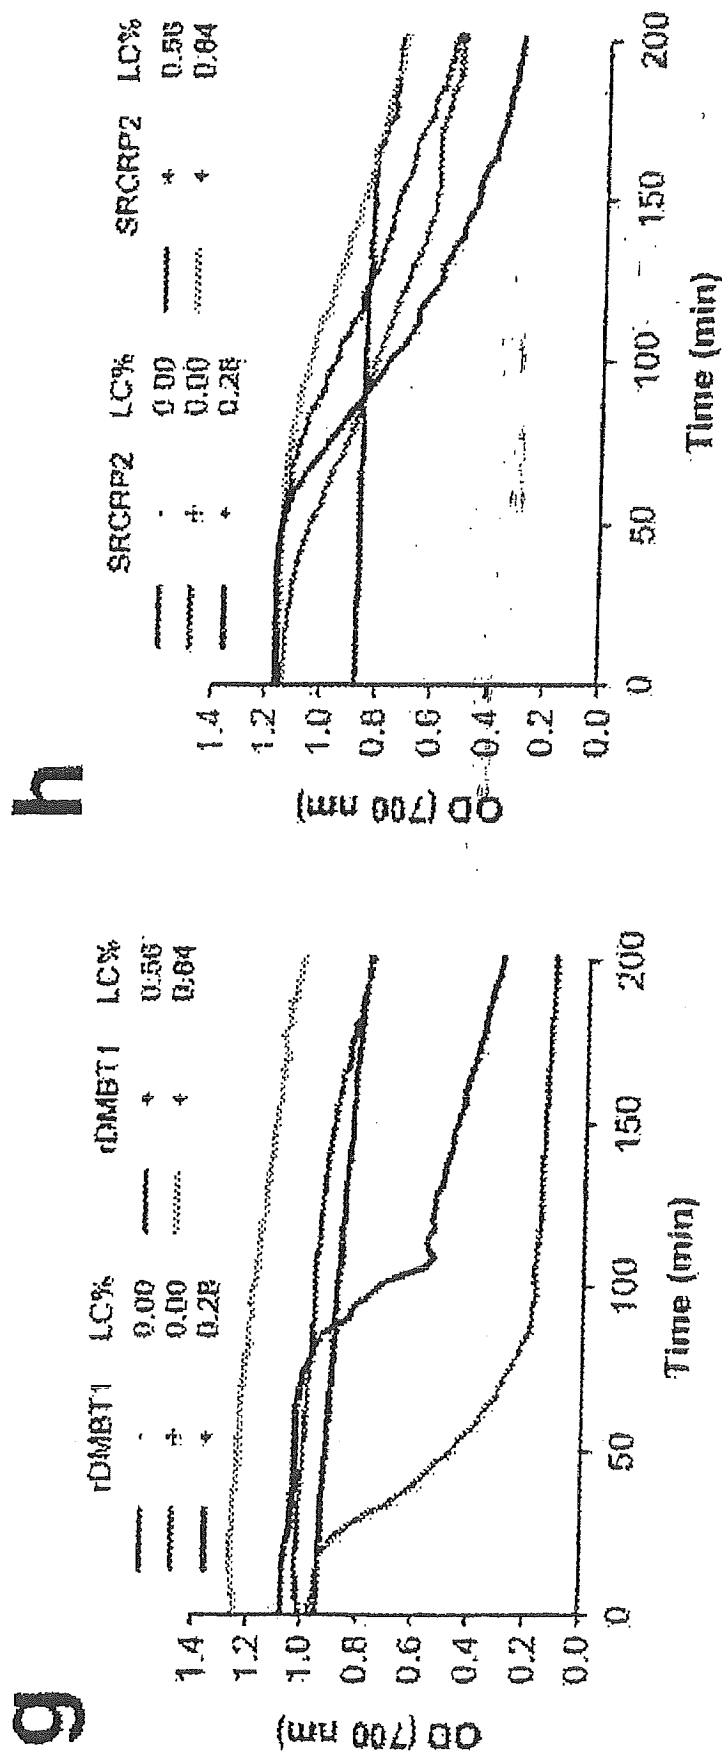 g
rDMBT1 LC% rDMBT1 LC%
- 0.00 + 0.56
+ 0.00 + 0.84
+ 0.28
OD (700 nm)
1.4
1.2
1.0
0.8
0.6
0.4
0.2
0.0
0 50 100 150 200
Time (min)
h
SRCRP2 LC% SRCRP2 LC%
- 0.00 + 0.56
+ 0.00 + 0.84
+ 0.28
OD (700 nm)
1.4
1.2
1.0
0.8
0.6
0.4
0.2
0.0
0 50 100 150 200
Time (min)